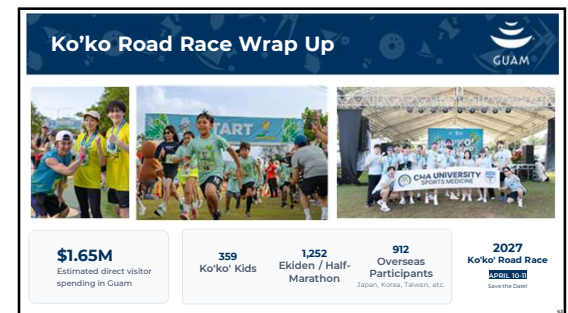 Ko'ko Road Race Wrap Up
GUAM
START
CHA UNIVERSITY
SPORTS MEDICINE
$1.65M
Estimated direct visitor
spending in Guam
359
Ko'ko' Kids
1,252
Ekiden / Half-
Marathon
912
Overseas
Participants
Japan, Korea, Taiwan, etc.
2027
Ko'ko' Road Race
APRIL 10-11
Save the Date!